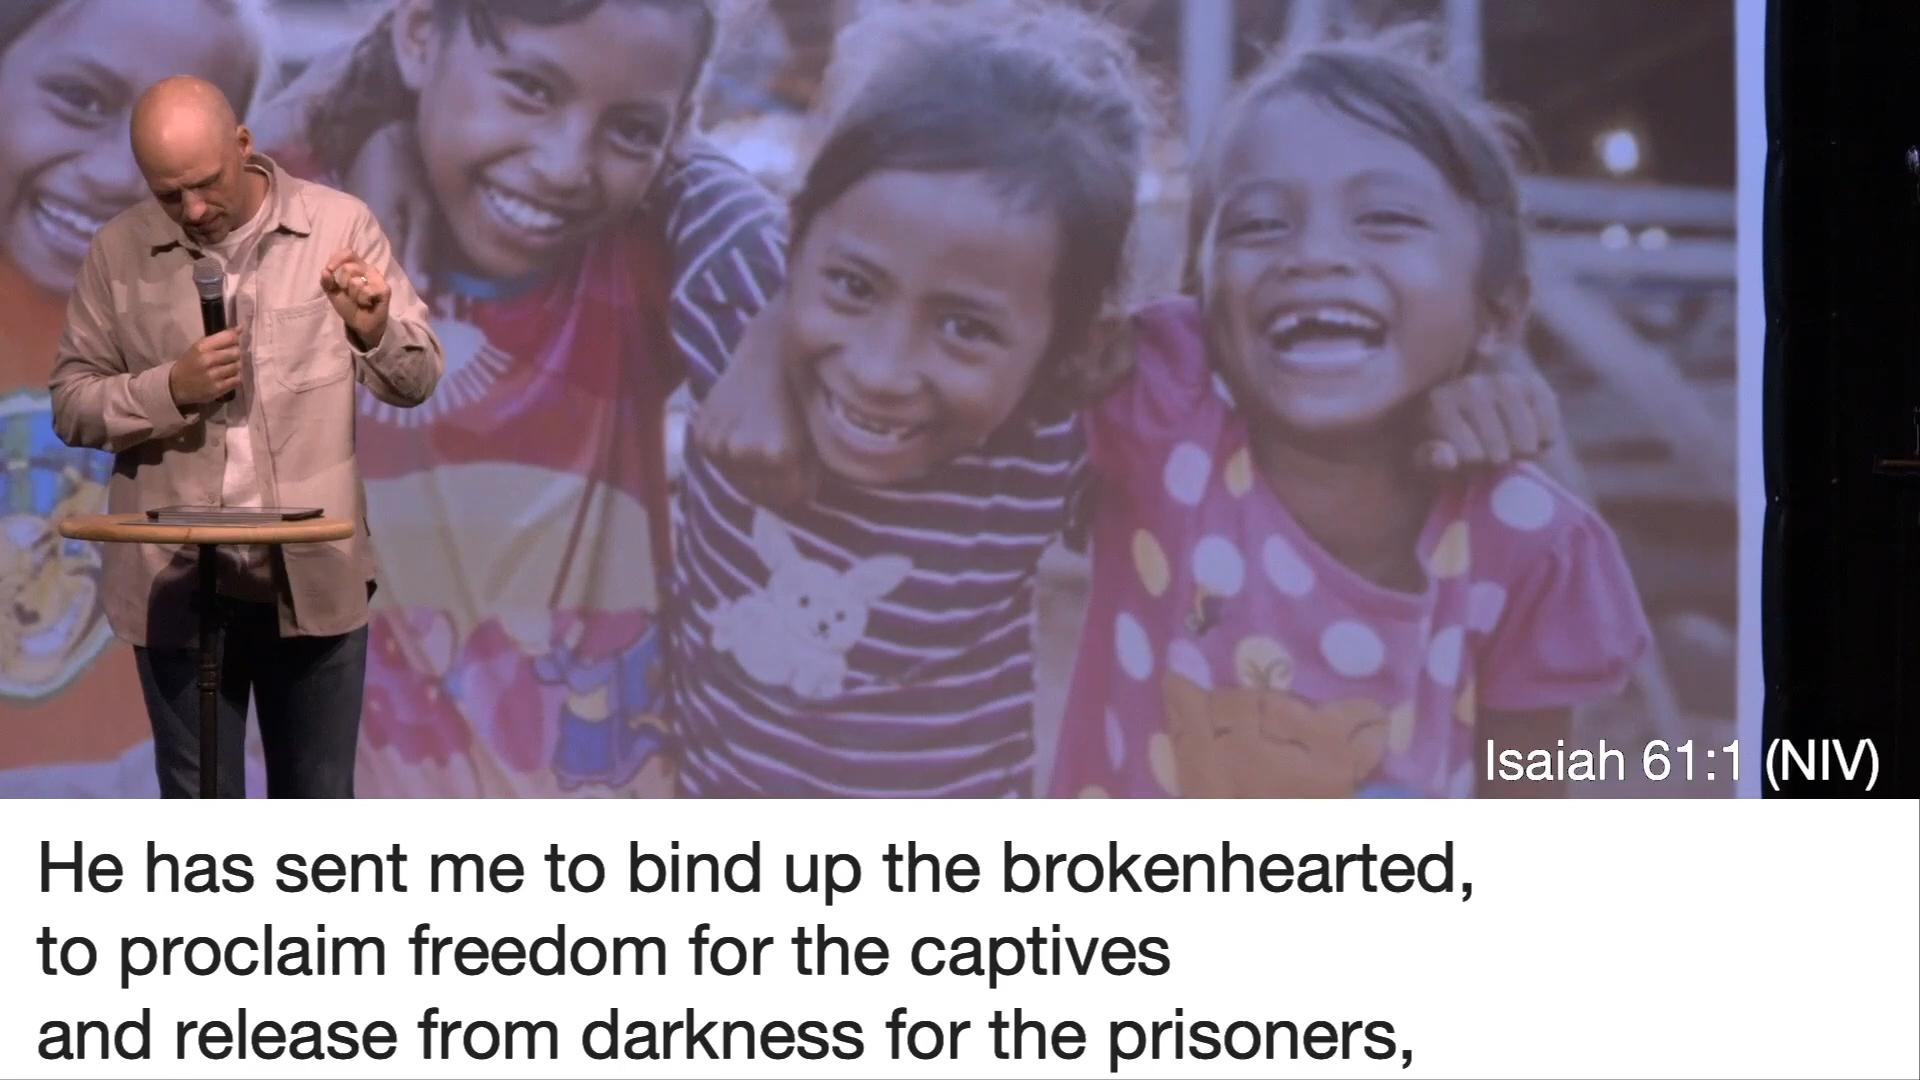 Isaiah 61:1 (NIV)
He has sent me to bind up the brokenhearted,
to proclaim freedom for the captives
and release from darkness for the prisoners,